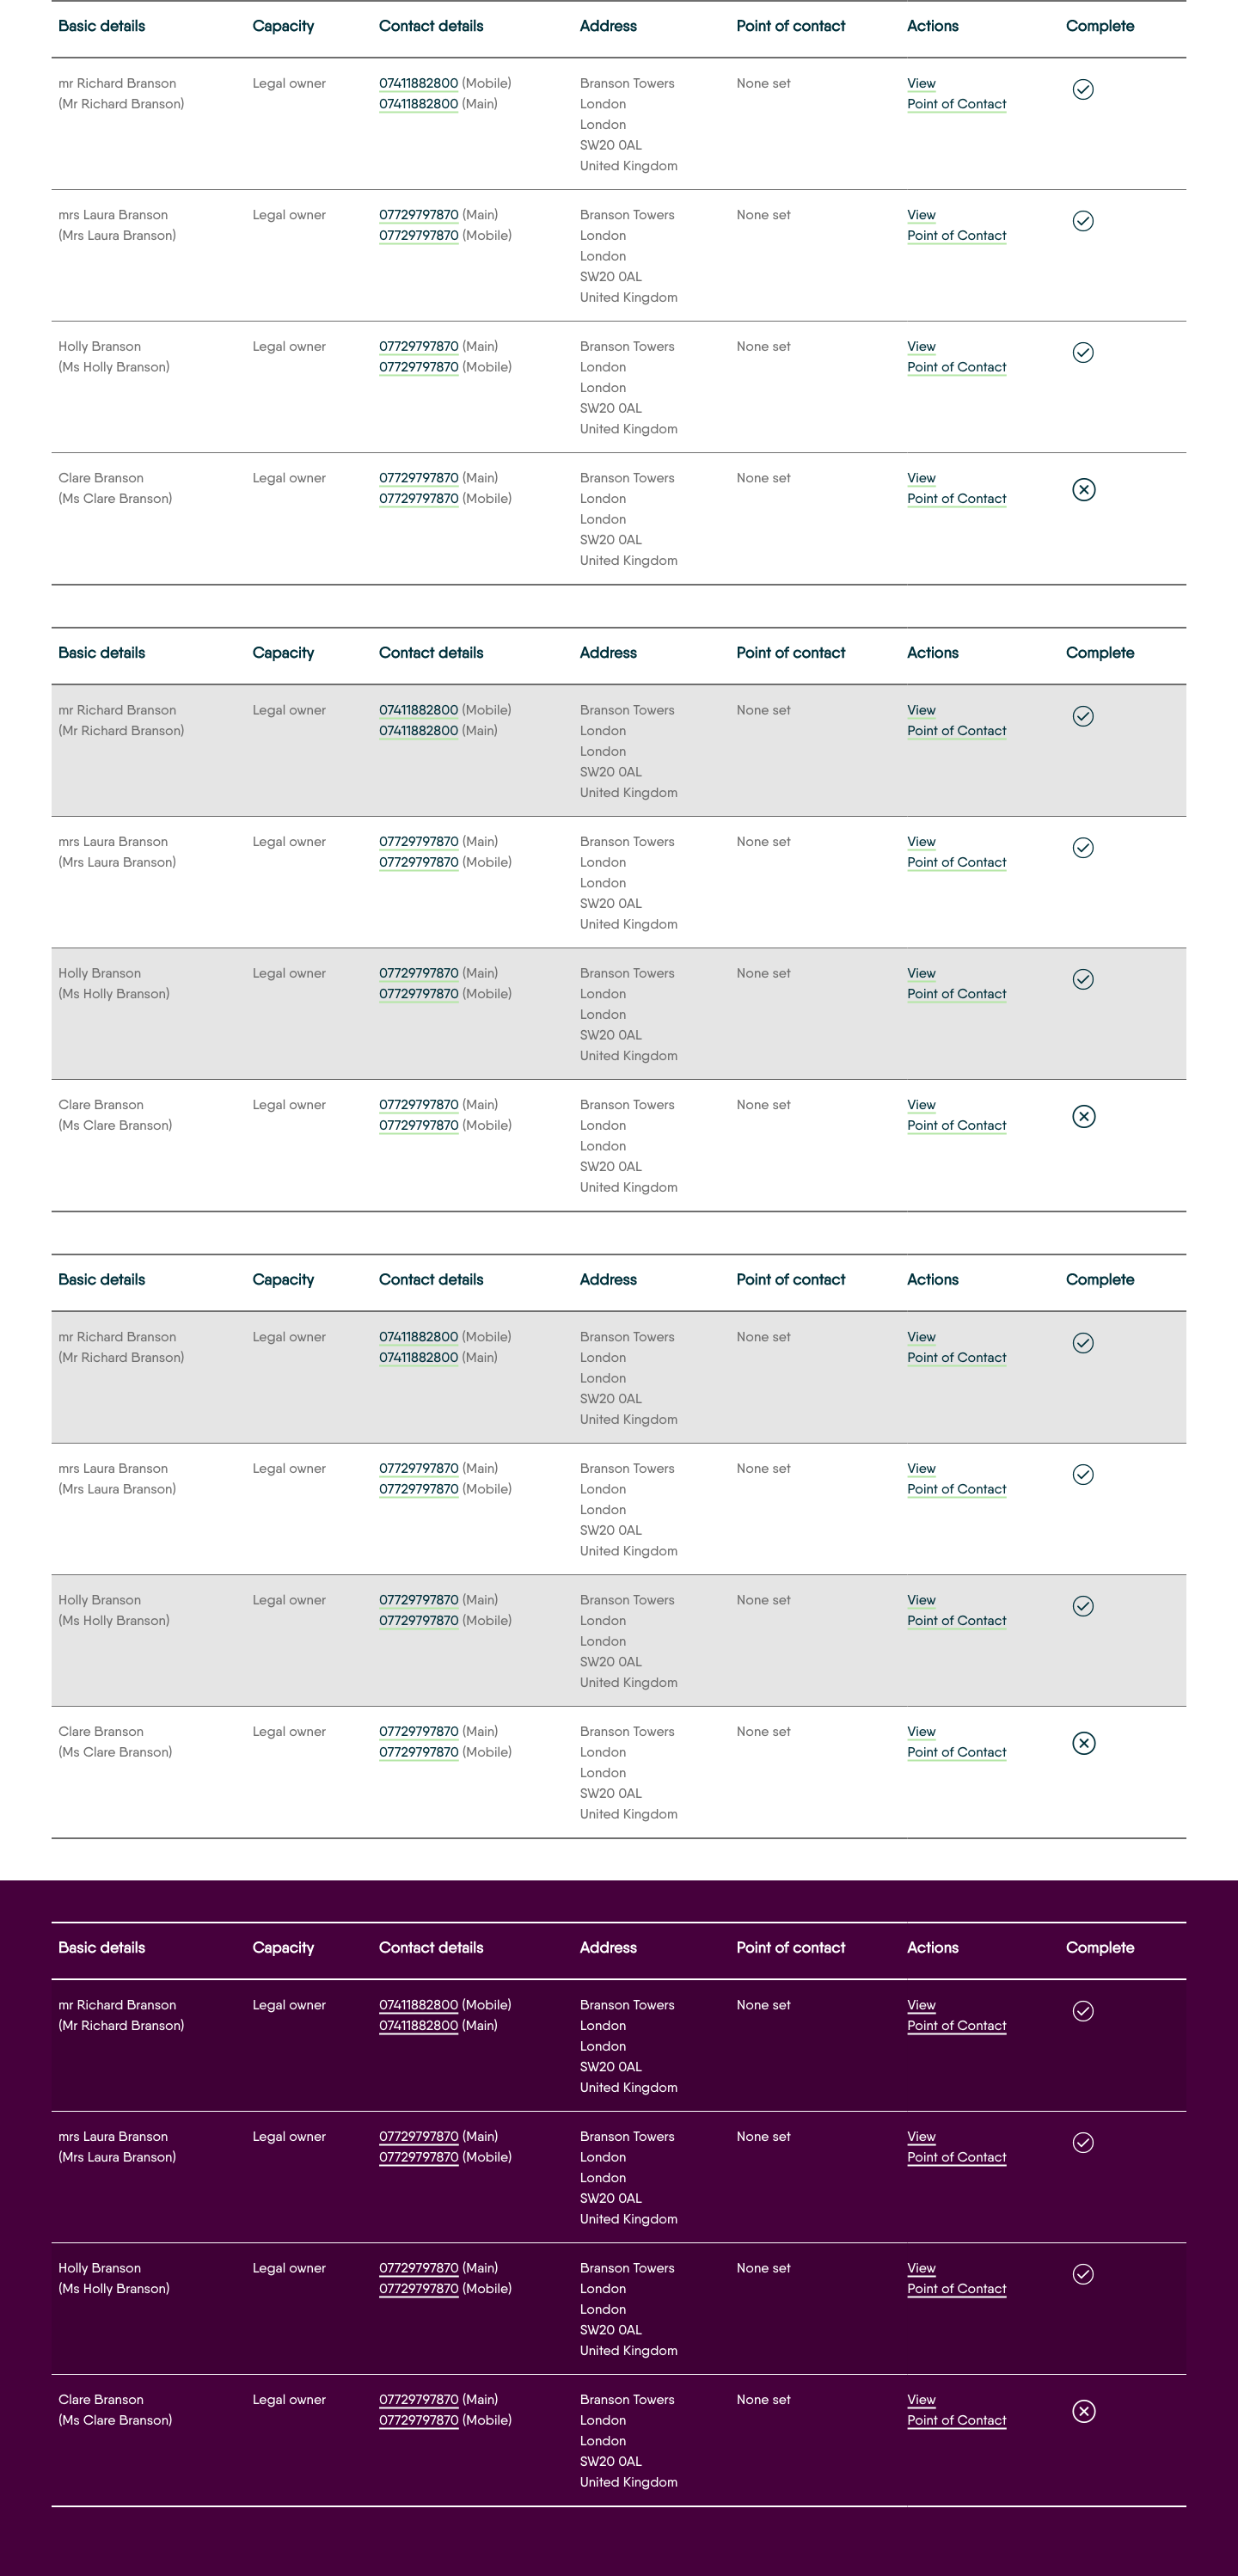 Basic details Capacity Contact details Address Point of contact Actions Complete
mr Richard Branson Legal owner 07411882800 (Mobile) Branson Towers None set View
(Mr Richard Branson) 07411882800 (Main) London Point of Contact
London
SW20 0AL
United Kingdom
mrs Laura Branson Legal owner 07729797870 (Main) Branson Towers None set View
(Mrs Laura Branson) 07729797870 (Mobile) London Point of Contact
London
SW20 0AL
United Kingdom
Holly Branson Legal owner 07729797870 (Main) Branson Towers None set View
(Ms Holly Branson) 07729797870 (Mobile) London Point of Contact
London
SW20 0AL
United Kingdom
Clare Branson Legal owner 07729797870 (Main) Branson Towers None set View
(Ms Clare Branson) 07729797870 (Mobile) London Point of Contact
London
SW20 0AL
United Kingdom
Basic details Capacity Contact details Address Point of contact Actions Complete
mr Richard Branson Legal owner 07411882800 (Mobile) Branson Towers None set View
(Mr Richard Branson) 07411882800 (Main) London Point of Contact
London
SW20 0AL
United Kingdom
mrs Laura Branson Legal owner 07729797870 (Main) Branson Towers None set View
(Mrs Laura Branson) 07729797870 (Mobile) London Point of Contact
London
SW20 0AL
United Kingdom
Holly Branson Legal owner 07729797870 (Main) Branson Towers None set View
(Ms Holly Branson) 07729797870 (Mobile) London Point of Contact
London
SW20 0AL
United Kingdom
Clare Branson Legal owner 07729797870 (Main) Branson Towers None set View
(Ms Clare Branson) 07729797870 (Mobile) London Point of Contact
London
SW20 0AL
United Kingdom
Basic details Capacity Contact details Address Point of contact Actions Complete
mr Richard Branson Legal owner 07411882800 (Mobile) Branson Towers None set View
(Mr Richard Branson) 07411882800 (Main) London Point of Contact
London
SW20 0AL
United Kingdom
mrs Laura Branson Legal owner 07729797870 (Main) Branson Towers None set View
(Mrs Laura Branson) 07729797870 (Mobile) London Point of Contact
London
SW20 0AL
United Kingdom
Holly Branson Legal owner 07729797870 (Main) Branson Towers None set View
(Ms Holly Branson) 07729797870 (Mobile) London Point of Contact
London
SW20 0AL
United Kingdom
Clare Branson Legal owner 07729797870 (Main) Branson Towers None set View
(Ms Clare Branson) 07729797870 (Mobile) London Point of Contact
London
SW20 0AL
United Kingdom
Basic details Capacity Contact details Address Point of contact Actions Complete
mr Richard Branson Legal owner 07411882800 (Mobile) Branson Towers None set View
(Mr Richard Branson) 07411882800 (Main) London Point of Contact
London
SW20 0AL
United Kingdom
mrs Laura Branson Legal owner 07729797870 (Main) Branson Towers None set View
(Mrs Laura Branson) 07729797870 (Mobile) London Point of Contact
London
SW20 0AL
United Kingdom
Holly Branson Legal owner 07729797870 (Main) Branson Towers None set View
(Ms Holly Branson) 07729797870 (Mobile) London Point of Contact
London
SW20 0AL
United Kingdom
Clare Branson Legal owner 07729797870 (Main) Branson Towers None set View
(Ms Clare Branson) 07729797870 (Mobile) London Point of Contact
London
SW20 0AL
United Kingdom